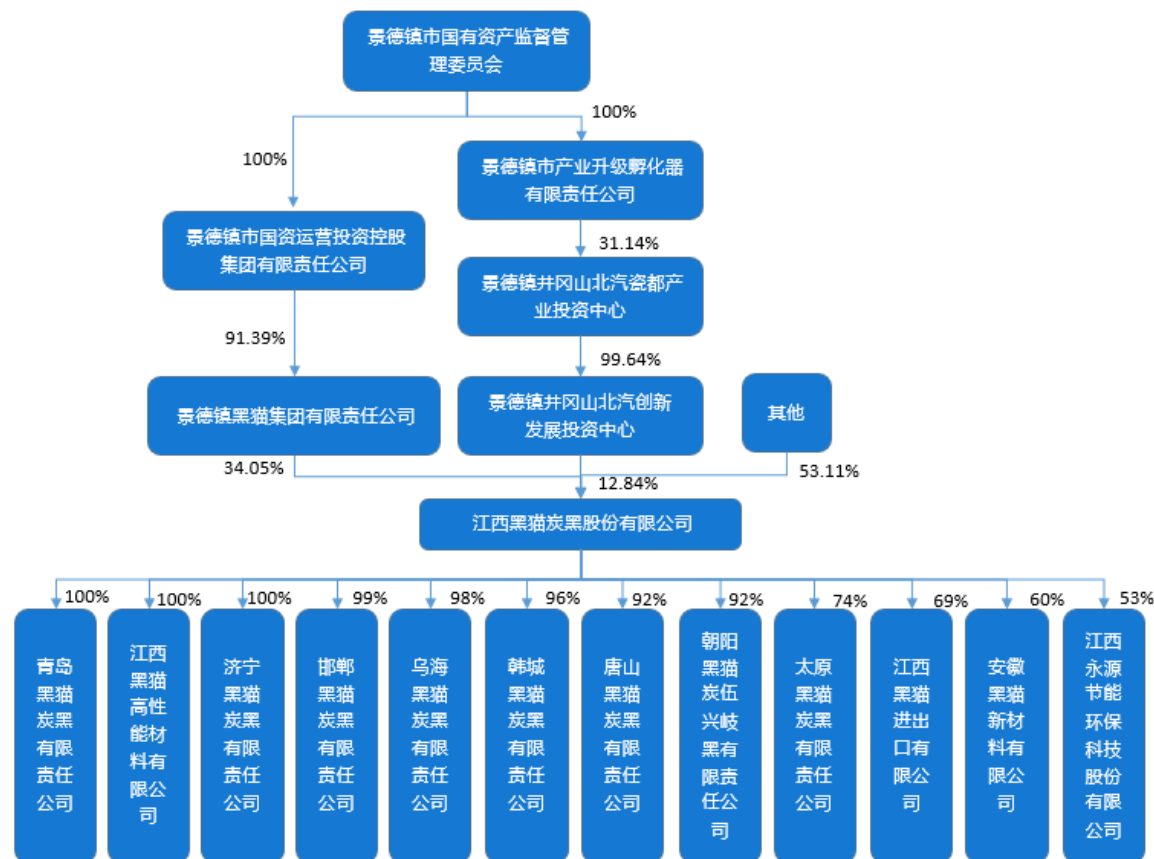 景德镇市国有资产监督管
理委员会
100%
100%
景德镇市产业升级孵化器
有限责任公司
景德镇市国资运营投资控股
集团有限责任公司
31.14%
景德镇井冈山北汽瓷都产
业投资中心
91.39%
99.64%
景德镇黑猫集团有限责任公司
景德镇井冈山北汽创新
发展投资中心
其他
34.05%
12.84%
53.11%
江西黑猫炭黑股份有限公司
100%
100%
100%
99%
98%
96%
92%
92%
74%
69%
60%
53%
青岛
黑猫
炭黑
有限
责任
公司
江西
黑猫
高性
能材
料有
限公
司
济宁
黑猫
炭黑
有限
责任
公司
邯郸
黑猫
炭黑
有限
责任
公司
乌海
黑猫
炭黑
有限
责任
公司
韩城
黑猫
炭黑
有限
责任
公司
唐山
黑猫
炭黑
有限
责任
公司
朝阳
黑猫
炭伍
兴岐
黑有
限责
任公
司
太原
黑猫
炭黑
有限
责任
公司
江西
黑猫
进出
口有
限公
司
安徽
黑猫
新材
料有
限公
司
江西
永源
节能
环保
科技
股份
有限
公司